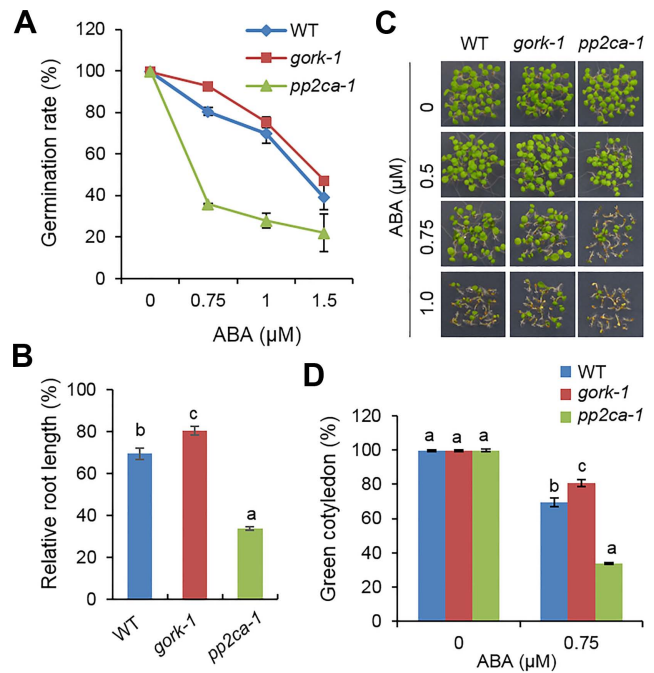 A
Germination rate (%)
120
100
80
60
40
20
0
0 0.75 1 1.5
ABA (µM)
WT
gork-1
pp2ca-1
C
WT gork-1 pp2ca-1
ABA (µM)
0
0.5
0.75
1.0
B
Relative root length (%)
100
80
60
40
20
0
b c a
WT gork-1 pp2ca-1
D
WT
gork-1
pp2ca-1
Green cotyledon (%)
120
100
80
60
40
20
0
a a a b c a
0 0.75
ABA (µM)